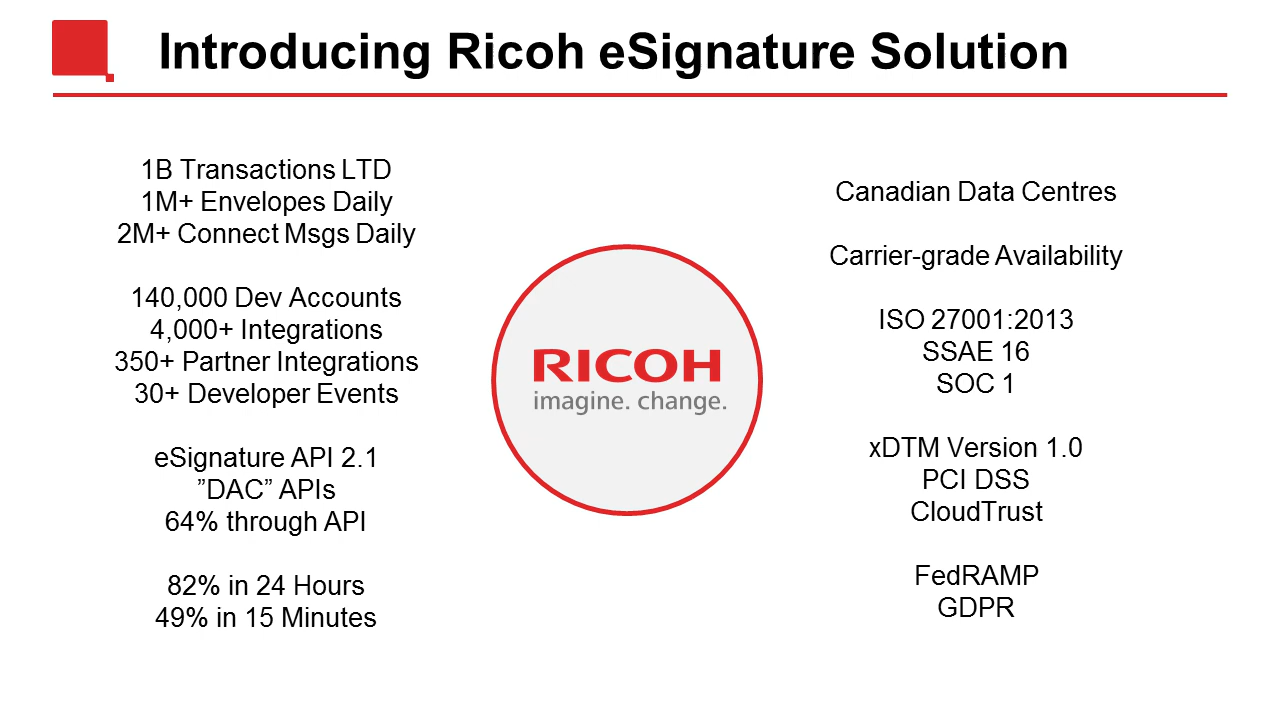 Introducing Ricoh eSignature Solution
1B Transactions LTD
1M+ Envelopes Daily
2M+ Connect Msgs Daily
140,000 Dev Accounts
4,000+ Integrations
350+ Partner Integrations
30+ Developer Events
eSignature API 2.1
”DAC” APIs
64% through API
82% in 24 Hours
49% in 15 Minutes
RICOH
imagine. change.
Canadian Data Centres
Carrier-grade Availability
ISO 27001:2013
SSAE 16
SOC 1
xDTM Version 1.0
PCI DSS
CloudTrust
FedRAMP
GDPR